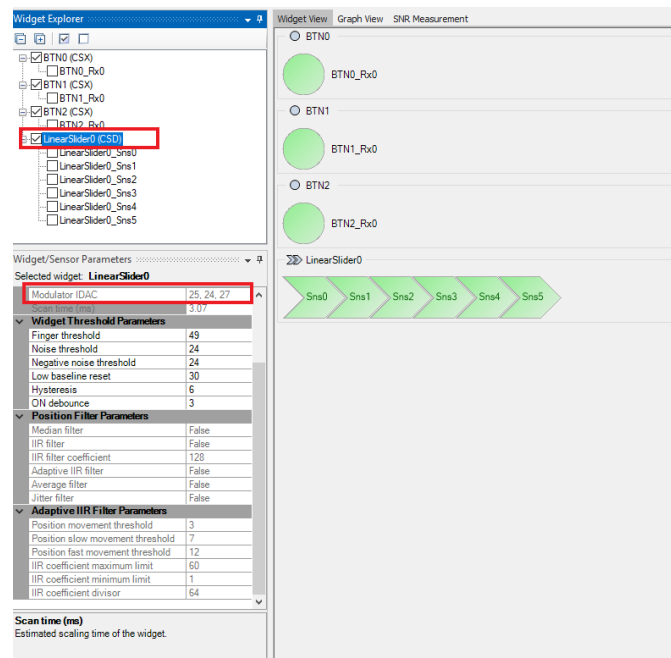 Widget Explorer
BTN0 (CSX)
BTN0_Rx0
BTN1 (CSX)
BTN1_Rx0
BTN2 (CSX)
BTN2_Rx0
LinearSlider0 (CSD)
LinearSlider0_Sns0
LinearSlider0_Sns1
LinearSlider0_Sns2
LinearSlider0_Sns3
LinearSlider0_Sns4
LinearSlider0_Sns5
Widget/Sensor Parameters
Selected widget: LinearSlider0
Modulator IDAC 25, 24, 27
Scan time (ms) 3.07
Widget Threshold Parameters
Finger threshold 49
Noise threshold 24
Negative noise threshold 24
Low baseline reset 30
Hysteresis 6
ON debounce 3
Position Filter Parameters
Median filter False
IIR filter False
IIR filter coefficient 128
Adaptive IIR filter False
Average filter False
Jitter filter False
Adaptive IIR Filter Parameters
Position movement threshold 3
Position slow movement threshold 7
Position fast movement threshold 12
IIR coefficient maximum limit 60
IIR coefficient minimum limit 1
IIR coefficient divisor 64
Scan time (ms)
Estimated scaling time of the widget.
Widget View Graph View SNR Measurement
BTN0
BTN0_Rx0
BTN1
BTN1_Rx0
BTN2
BTN2_Rx0
LinearSlider0
Sns0 Sns1 Sns2 Sns3 Sns4 Sns5